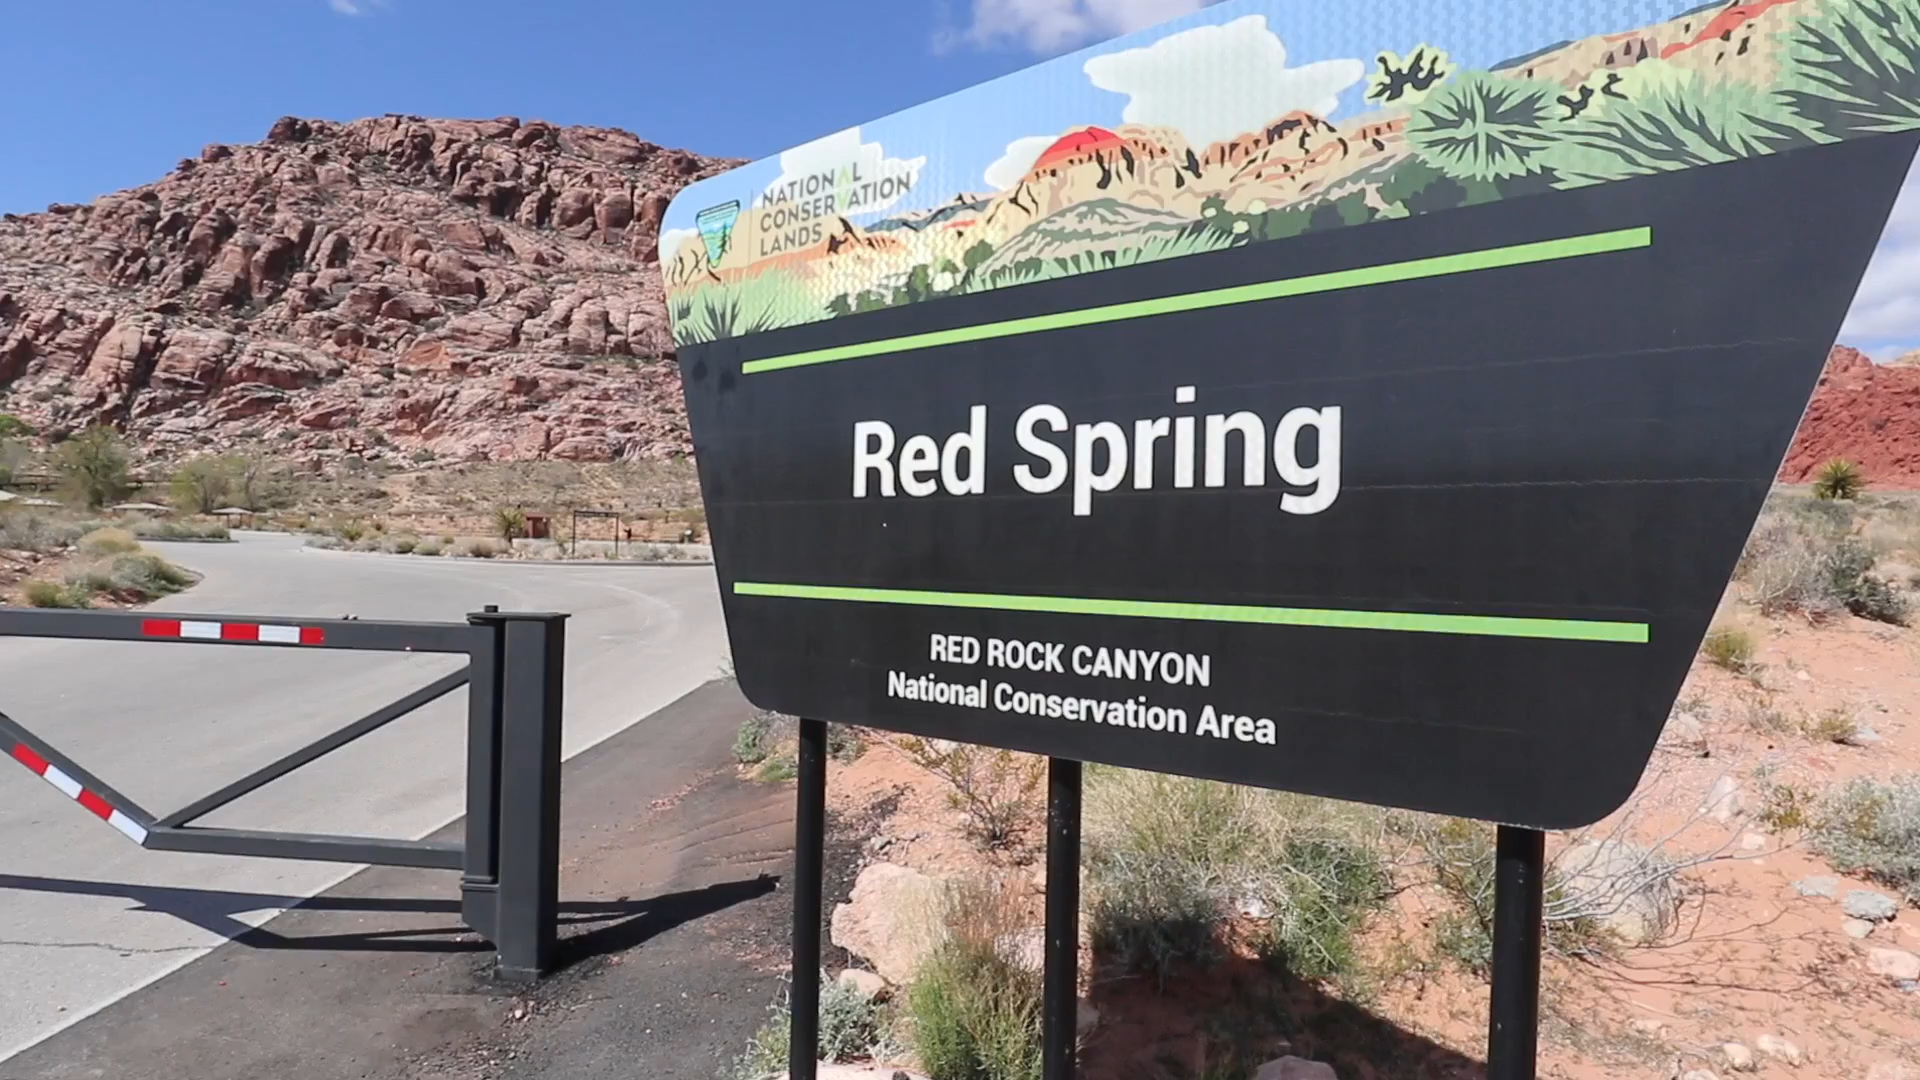 NATIONAL
CONSERVATION
LANDS
Red Spring
RED ROCK CANYON
National Conservation Area